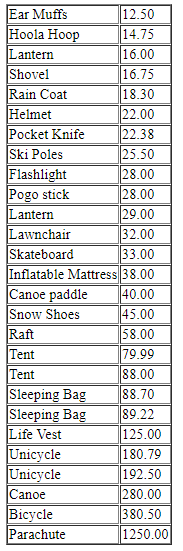 Ear Muffs 12.50
Hoola Hoop 14.75
Lantern 16.00
Shovel 16.75
Rain Coat 18.30
Helmet 22.00
Pocket Knife 22.38
Ski Poles 25.50
Flashlight 28.00
Pogo stick 28.00
Lantern 29.00
Lawnchair 32.00
Skateboard 33.00
Inflatable Mattress 38.00
Canoe paddle 40.00
Snow Shoes 45.00
Raft 58.00
Tent 79.99
Tent 88.00
Sleeping Bag 88.70
Sleeping Bag 89.22
Life Vest 125.00
Unicycle 180.79
Unicycle 192.50
Canoe 280.00
Bicycle 380.50
Parachute 1250.00